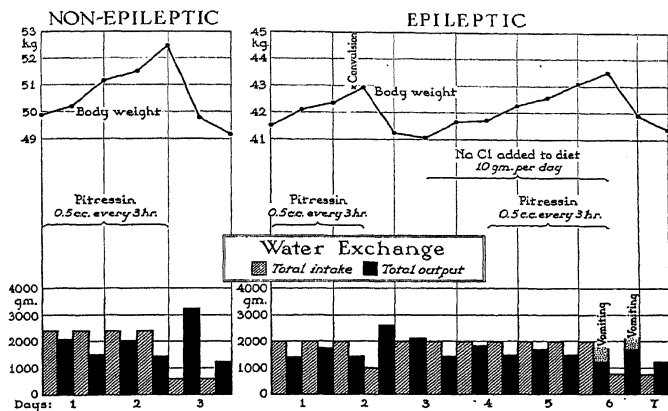 NON-EPILEPTIC
EPILEPTIC
53
kg
52
51
50
49
Body weight
45
kg
44
43
42
41
Convulsion
Body weight
Na Cl added to diet
10 gm. per day
Pitressin
0.5 cc. every 3 hr.
Pitressin
0.5 cc. every 3 hr.
Pitressin
0.5 cc. every 3 hr.
Water Exchange
Total intake
Total output
4000
gm.
3000
2000
1000
0
4000
gm.
3000
2000
1000
0
Vomiting
Vomiting
Days: 1 2 3 1 2 3 4 5 6 7